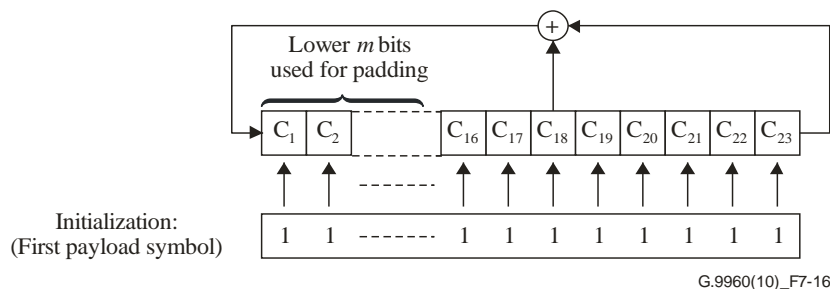 +
Lower m bits
used for padding
C1 C2 C16 C17 C18 C19 C20 C21 C22 C23
Initialization:
(First payload symbol)
1 1 1 1 1 1 1 1 1 1
G.9960(10)_F7-16